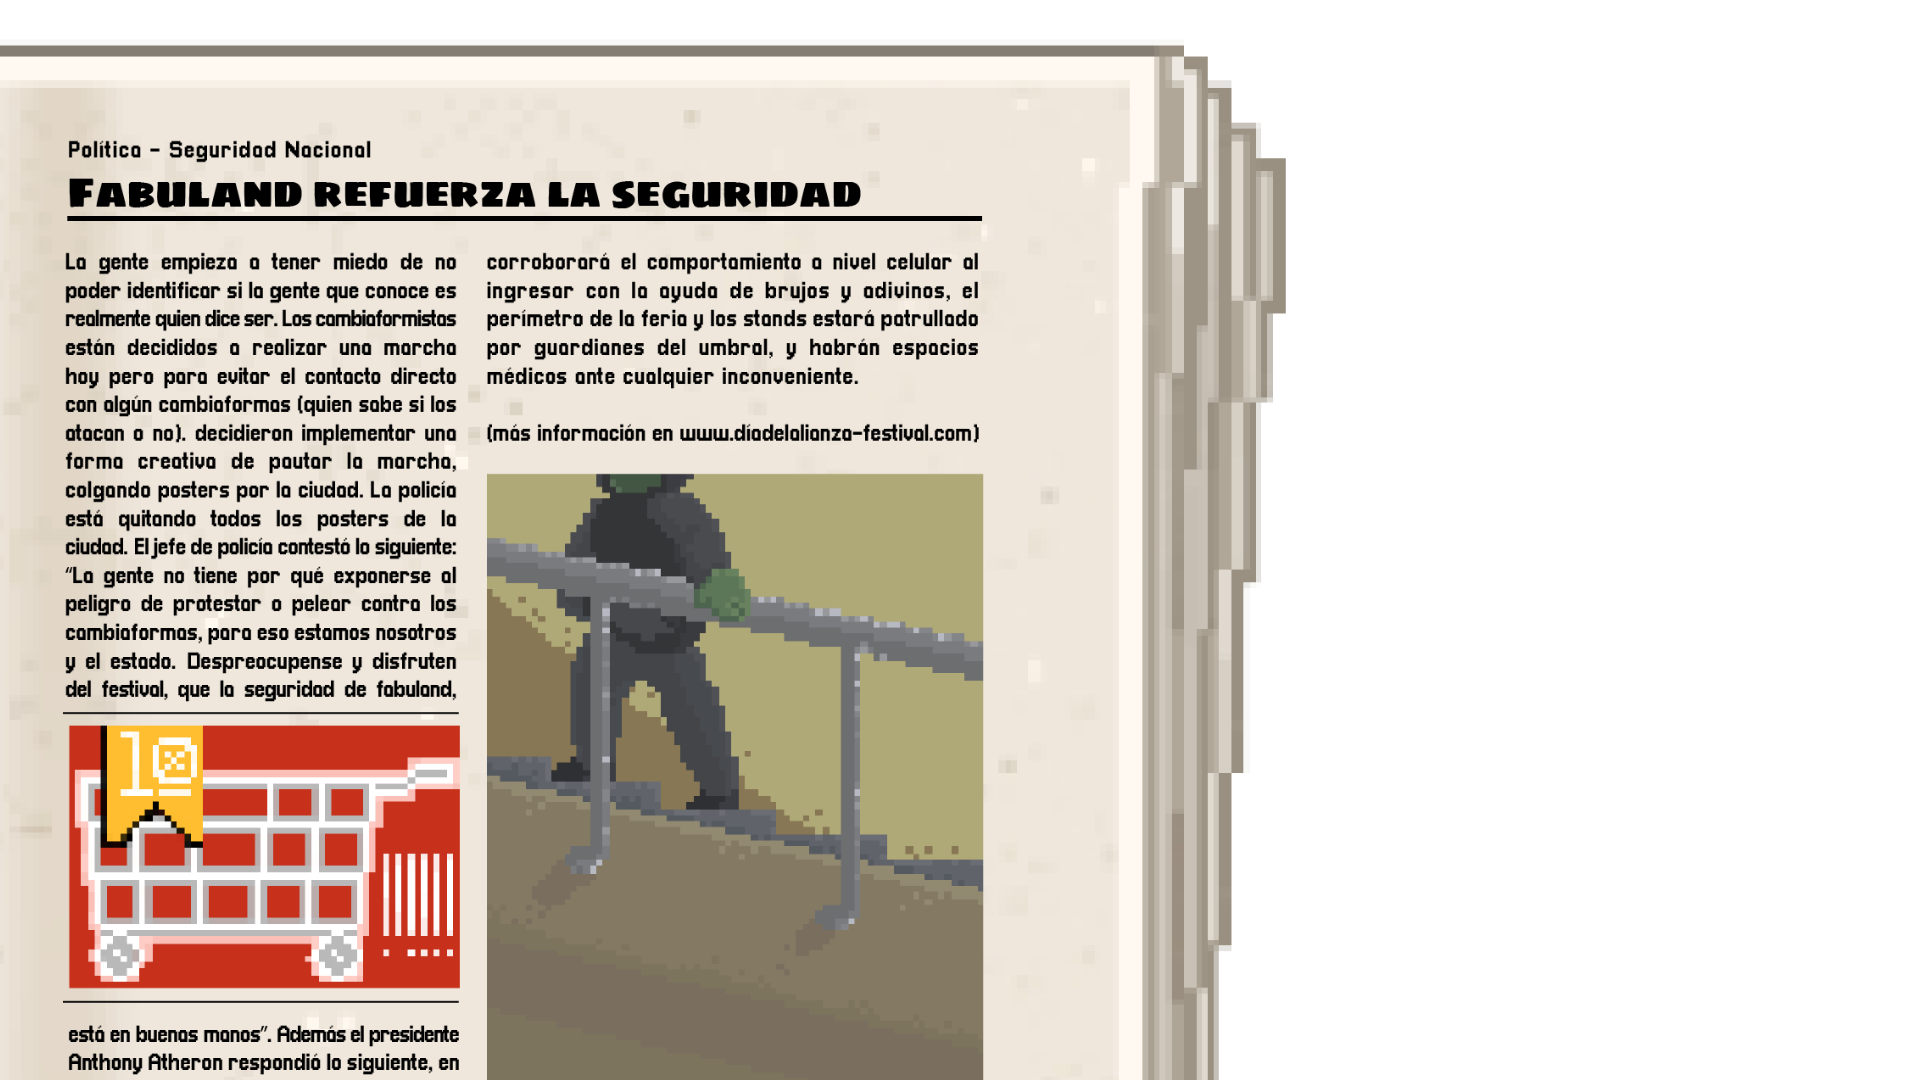 Política - Seguridad Nacional
FABULAND REFUERZA LA SEGURIDAD
La gente empieza a tener miedo de no
poder identificar si la gente que conoce es
realmente quien dice ser. Los cambiaformistas
están decididos a realizar una marcha
hoy pero para evitar el contacto directo
con algún cambiaformas (quien sabe si los
atacan o no). decidieron implementar una
forma creativa de pautar la marcha,
colgando posters por la ciudad. La policía
está quitando todos los posters de la
ciudad. El jefe de policía contestó lo siguiente:
“La gente no tiene por qué exponerse al
peligro de protestar o pelear contra los
cambiaformas, para eso estamos nosotros
y el estado. Despreocupense y disfruten
del festival, que la seguridad de fabuland,
10
está en buenas manos”. Además el presidente
Anthony Atheron respondió lo siguiente, en
corroborará el comportamiento a nivel celular al
ingresar con la ayuda de brujos y adivinos, el
perímetro de la feria y los stands estará patrullado
por guardianes del umbral, y habrán espacios
médicos ante cualquier inconveniente.
(más información en www.díadelalianza-festival.com)